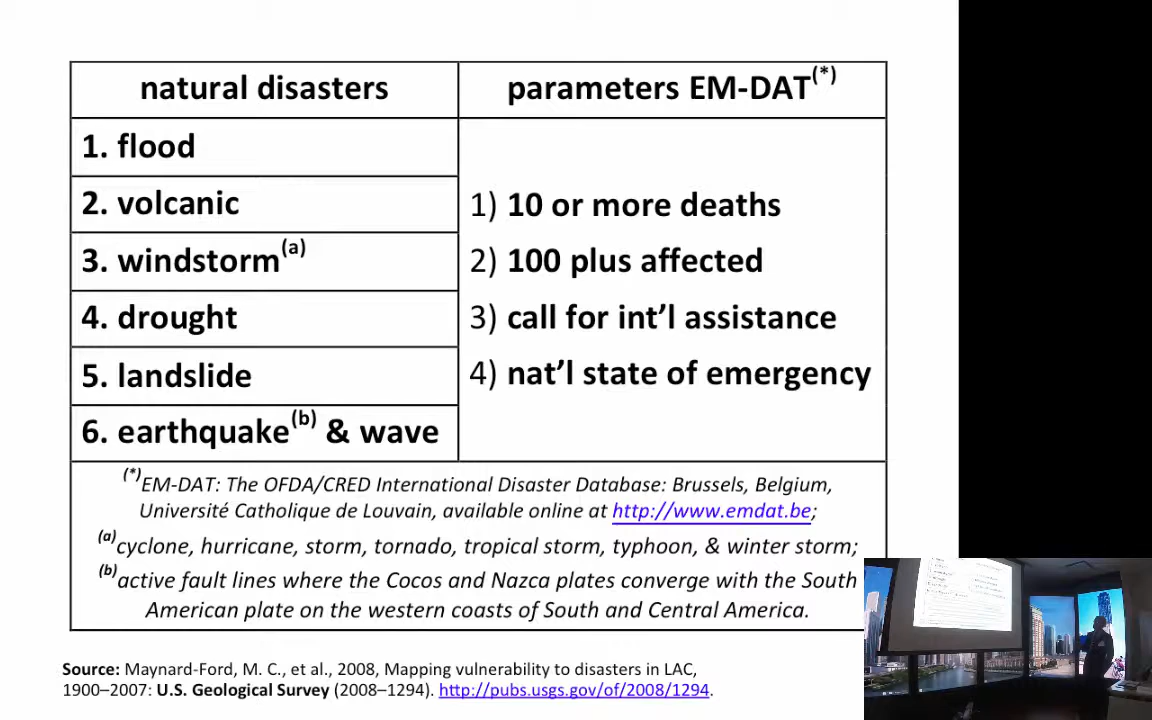 natural disasters
parameters EM-DAT(*)
1. flood
2. volcanic
3. windstorm(a)
4. drought
5. landslide
6. earthquake(b) & wave
1) 10 or more deaths
2) 100 plus affected
3) call for int'l assistance
4) nat'l state of emergency
(*)EM-DAT: The OFDA/CRED International Disaster Database: Brussels, Belgium,
Université Catholique de Louvain, available online at http://www.emdat.be;
(a)cyclone, hurricane, storm, tornado, tropical storm, typhoon, & winter storm;
(b)active fault lines where the Cocos and Nazca plates converge with the South
American plate on the western coasts of South and Central America.
Source: Maynard-Ford, M. C., et al., 2008, Mapping vulnerability to disasters in LAC,
1900–2007: U.S. Geological Survey (2008–1294). http://pubs.usgs.gov/of/2008/1294.